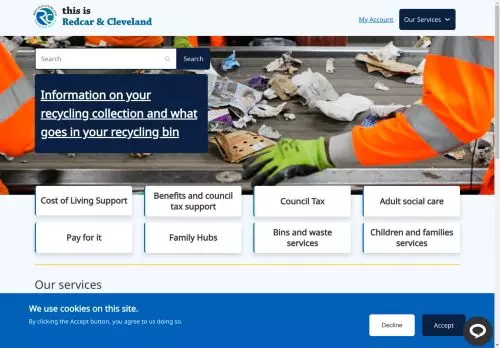 this is
Redcar & Cleveland
My Account
Our Services
Search
Search
Information on your
recycling collection and what
goes in your recycling bin
Cost of Living Support
Benefits and council
tax support
Council Tax
Adult social care
Pay for it
Family Hubs
Bins and waste
services
Children and families
services
Our services
We use cookies on this site.
By clicking the Accept button, you agree to us doing so.
Decline
Accept